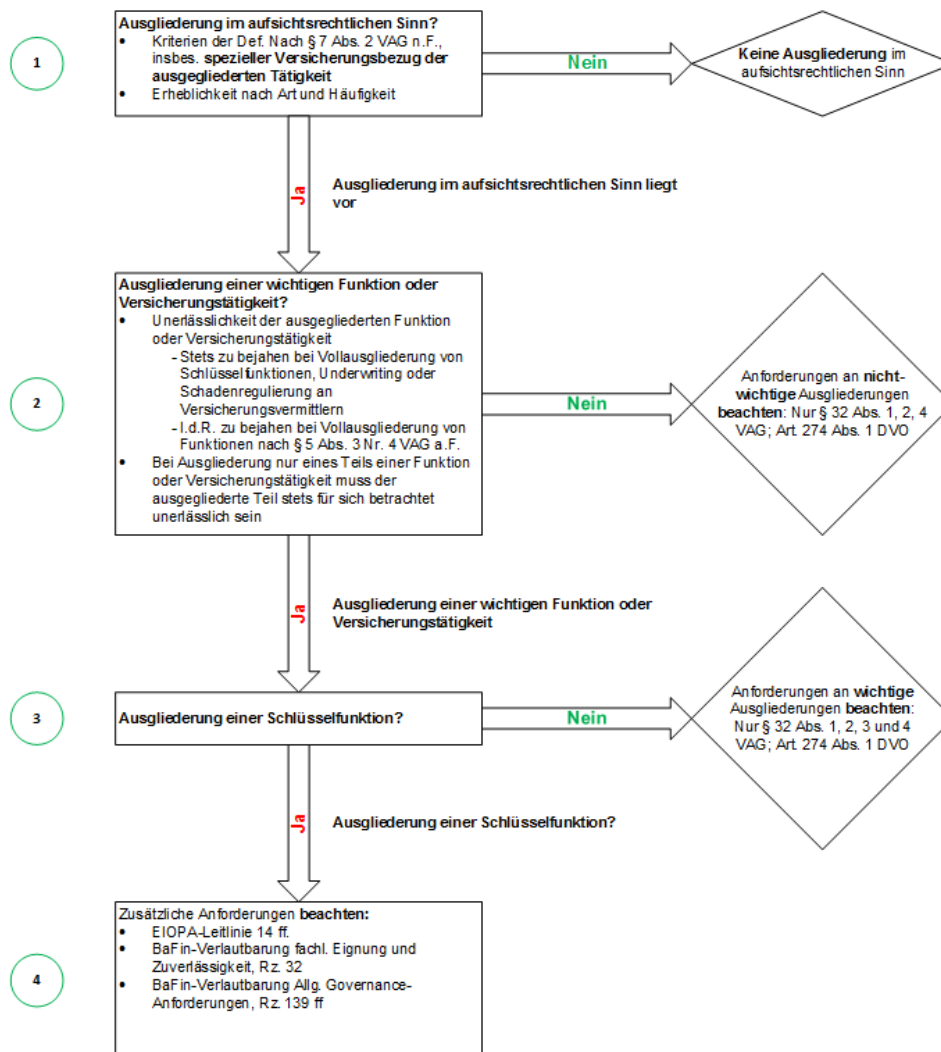 Ausgliederung im aufsichtsrechtlichen Sinn?
• Kriterien der Def. Nach § 7 Abs. 2 VAG n.F.,
insbes. spezieller Versicherungsbezug der
ausgegliederten Tätigkeit
• Erheblichkeit nach Art und Häufigkeit
1
Nein
Keine Ausgliederung im
aufsichtsrechtlichen Sinn
Ja
Ausgliederung im aufsichtsrechtlichen Sinn liegt
vor
Ausgliederung einer wichtigen Funktion oder
Versicherungstätigkeit?
• Unerlässlichkeit der ausgegliederten Funktion
oder Versicherungstätigkeit
- Stets zu bejahen bei Vollausgliederung von
Schlüsselfunktionen, Underwriting oder
Schadenregulierung an
Versicherungsvermittlern
- I.d.R. zu bejahen bei Vollausgliederung von
Funktionen nach § 5 Abs. 3 Nr. 4 VAG a.F.
• Bei Ausgliederung nur eines Teils einer Funktion
oder Versicherungstätigkeit muss der
ausgegliederte Teil stets für sich betrachtet
unerlässlich sein
2
Nein
Anforderungen an nicht-
wichtige Ausgliederungen
beachten: Nur § 32 Abs. 1, 2, 4
VAG; Art. 274 Abs. 1 DVO
Ja
Ausgliederung einer wichtigen Funktion oder
Versicherungstätigkeit
3
Ausgliederung einer Schlüsselfunktion?
Nein
Anforderungen an wichtige
Ausgliederungen beachten:
Nur § 32 Abs. 1, 2, 3 und 4
VAG; Art. 274 Abs. 1 DVO
Ja
Ausgliederung einer Schlüsselfunktion?
Zusätzliche Anforderungen beachten:
• EIOPA-Leitlinie 14 ff.
• BaFin-Verlautbarung fachl. Eignung und
Zuverlässigkeit, Rz. 32
• BaFin-Verlautbarung Allg. Governance-
Anforderungen, Rz. 139 ff
4